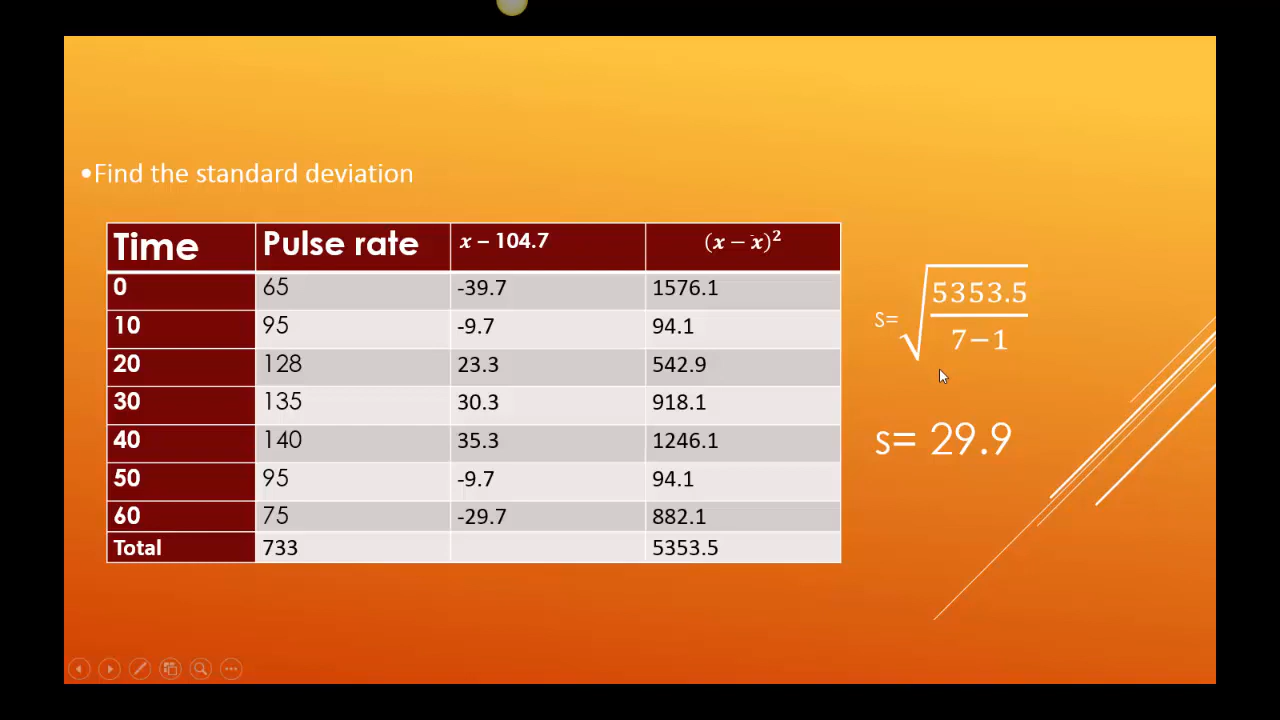 •Find the standard deviation
Time Pulse rate x – 104.7 (x − x̄)²
0 65 -39.7 1576.1
10 95 -9.7 94.1
20 128 23.3 542.9
30 135 30.3 918.1
40 140 35.3 1246.1
50 95 -9.7 94.1
60 75 -29.7 882.1
Total 733 5353.5
s= √(5353.5 / 7−1)
s= 29.9